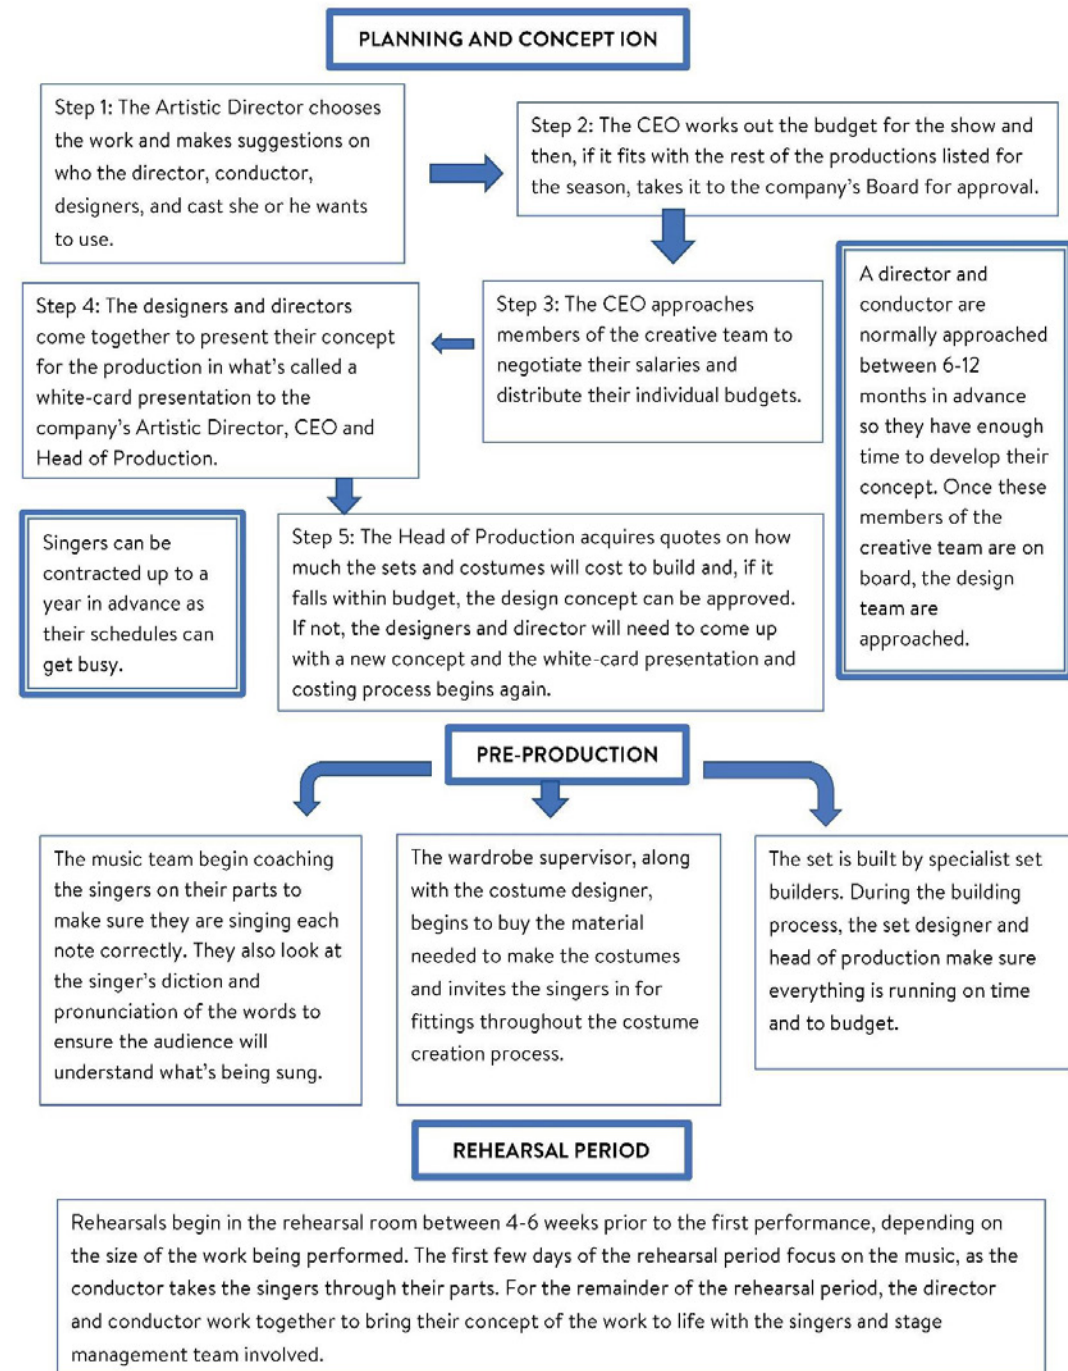 PLANNING AND CONCEPTION
Step 1: The Artistic Director chooses
the work and makes suggestions on
who the director, conductor,
designers, and cast she or he wants
to use.
Step 2: The CEO works out the budget for the show and
then, if it fits with the rest of the productions listed for
the season, takes it to the company's Board for approval.
Step 3: The CEO approaches
members of the creative team to
negotiate their salaries and
distribute their individual budgets.
Step 4: The designers and directors
come together to present their concept
for the production in what's called a
white-card presentation to the
company's Artistic Director, CEO and
Head of Production.
A director and
conductor are
normally approached
between 6-12
months in advance
so they have enough
time to develop their
concept. Once these
members of the
creative team are on
board, the design
team are
approached.
Singers can be
contracted up to a
year in advance as
their schedules can
get busy.
Step 5: The Head of Production acquires quotes on how
much the sets and costumes will cost to build and, if it
falls within budget, the design concept can be approved.
If not, the designers and director will need to come up
with a new concept and the white-card presentation and
costing process begins again.
PRE-PRODUCTION
The music team begin coaching
the singers on their parts to
make sure they are singing each
note correctly. They also look at
the singer's diction and
pronunciation of the words to
ensure the audience will
understand what's being sung.
The wardrobe supervisor, along
with the costume designer,
begins to buy the material
needed to make the costumes
and invites the singers in for
fittings throughout the costume
creation process.
The set is built by specialist set
builders. During the building
process, the set designer and
head of production make sure
everything is running on time
and to budget.
REHEARSAL PERIOD
Rehearsals begin in the rehearsal room between 4-6 weeks prior to the first performance, depending on
the size of the work being performed. The first few days of the rehearsal period focus on the music, as the
conductor takes the singers through their parts. For the remainder of the rehearsal period, the director
and conductor work together to bring their concept of the work to life with the singers and stage
management team involved.